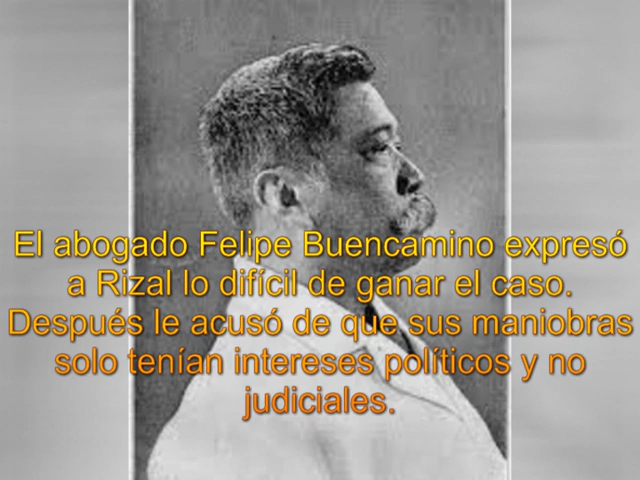 El abogado Felipe Buencamino expresó
a Rizal lo difícil de ganar el caso.
Después le acusó de que sus maniobras
solo tenían intereses políticos y no
judiciales.